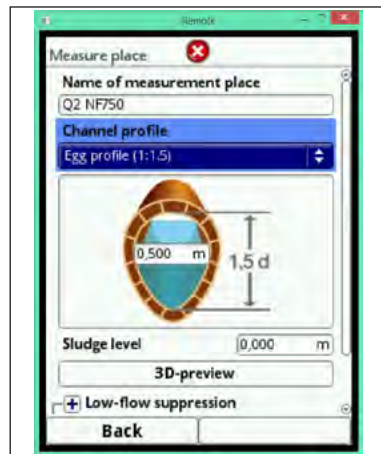 Remote
Measure place
Name of measurement place
Q2 NF750
Channel profile
Egg profile (1:1.5)
0,500 m
1,5 d
Sludge level 0,000 m
3D-preview
+ Low-flow suppression
Back